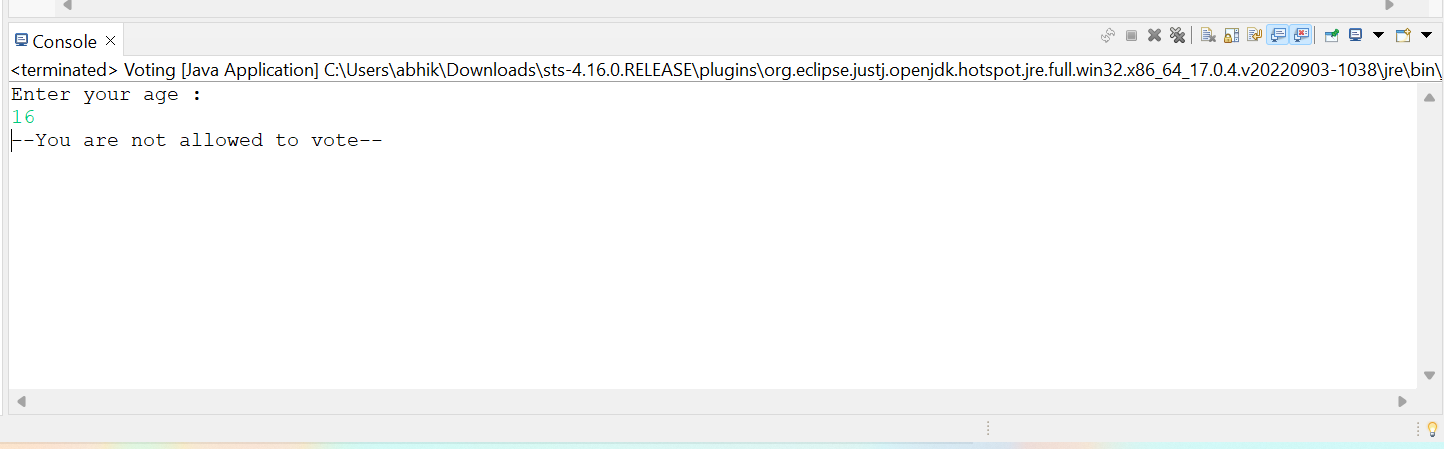 Console
<terminated> Voting [Java Application] C:\Users\abhik\Downloads\sts-4.16.0.RELEASE\plugins\org.eclipse.justj.openjdk.hotspot.jre.full.win32.x86_64_17.0.4.v20220903-1038\jre\bin\
Enter your age :
16
--You are not allowed to vote--